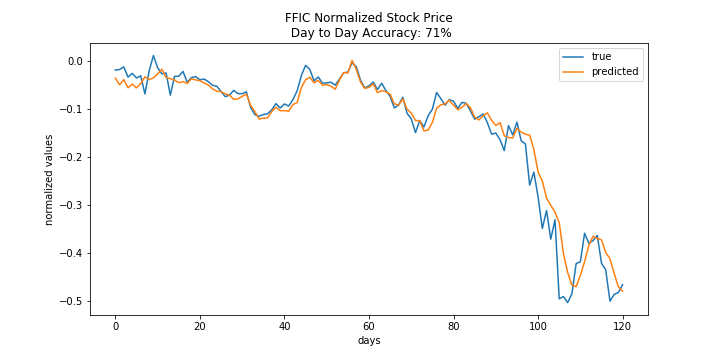 FFIC Normalized Stock Price
Day to Day Accuracy: 71%
true
predicted
normalized values
0.0
−0.1
−0.2
−0.3
−0.4
−0.5
0 20 40 60 80 100 120
days